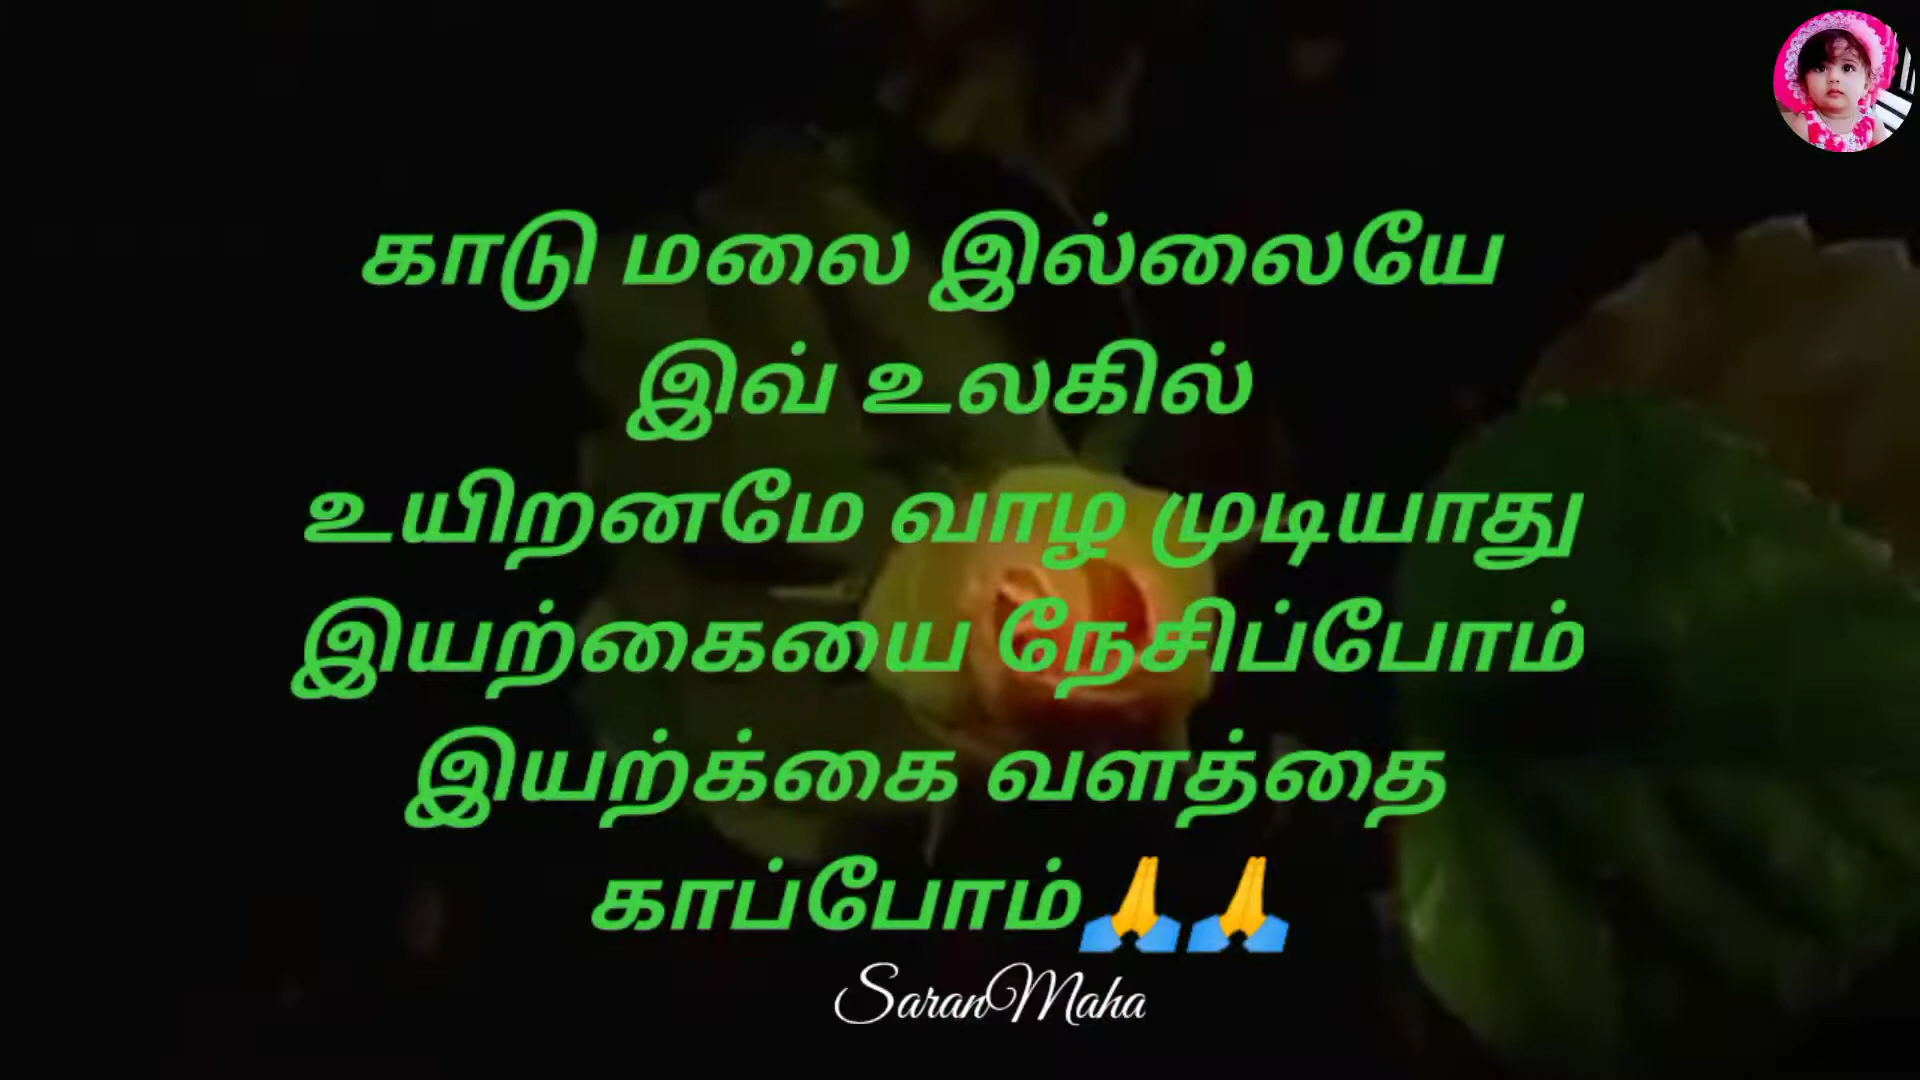 காடு மலை இல்லையே
இவ் உலகில்
உயிறனமே வாழ முடியாது
இயற்கையை நேசிப்போம்
இயற்க்கை வளத்தை
காப்போம்🙏🙏
SaranMaha